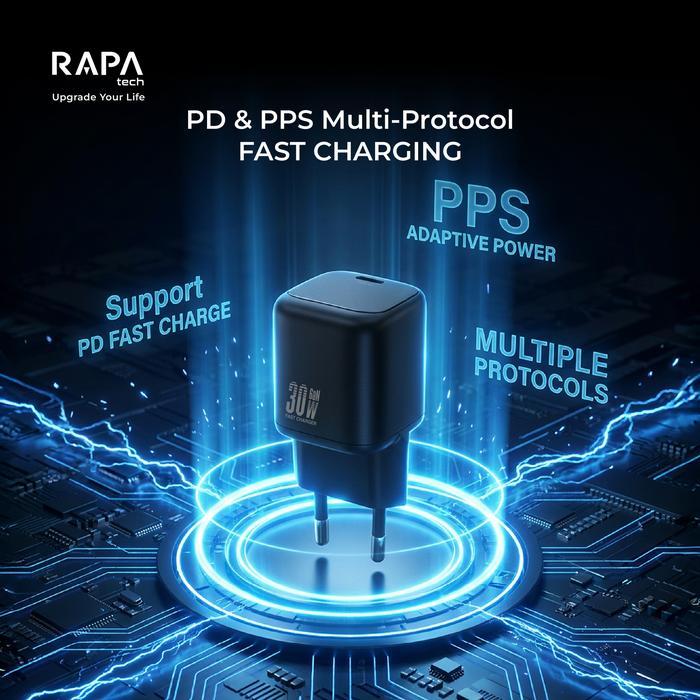 RAPA
tech
Upgrade Your Life
PD & PPS Multi-Protocol
FAST CHARGING
PPS
ADAPTIVE POWER
Support
PD FAST CHARGE
MULTIPLE
PROTOCOLS
30W GaN
FAST CHARGER